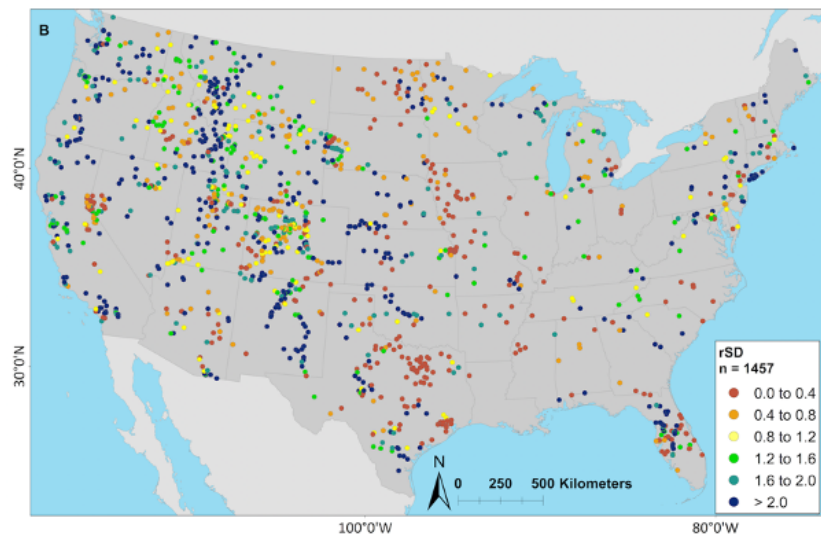 B
40°0'N
30°0'N
rSD
n = 1457
0.0 to 0.4
0.4 to 0.8
0.8 to 1.2
1.2 to 1.6
1.6 to 2.0
> 2.0
N
0 250 500 Kilometers
100°0'W 80°0'W